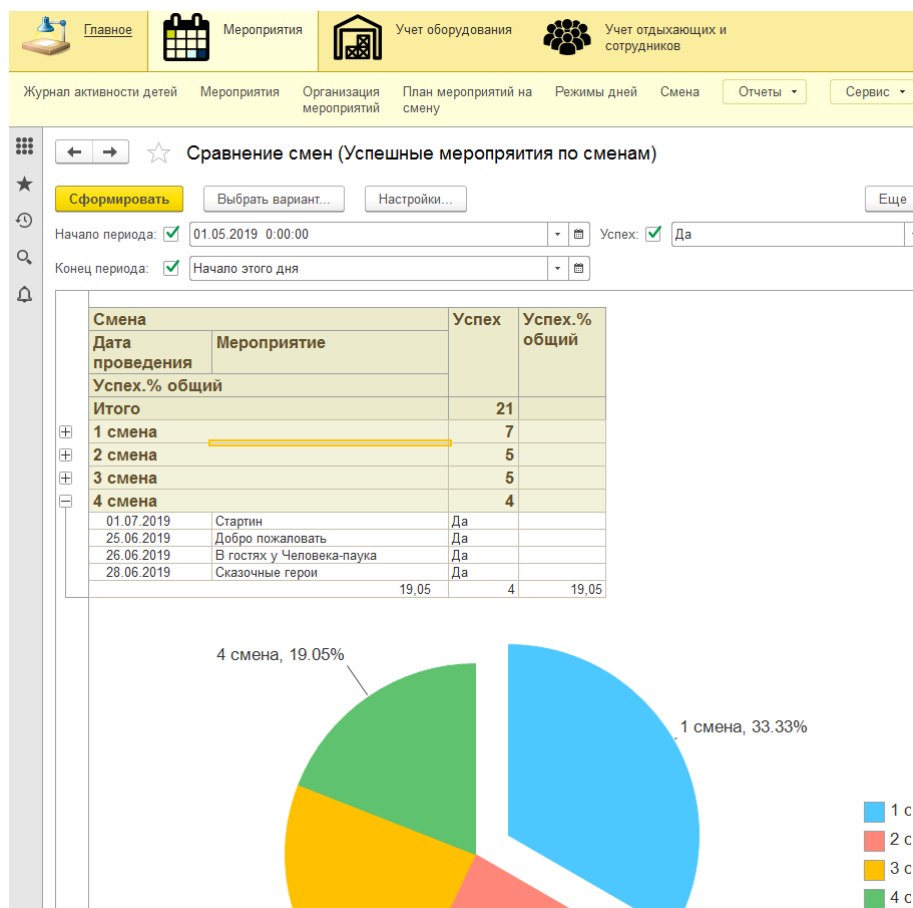 Главное
Мероприятия
Учет оборудования
Учет отдыхающих и
сотрудников
Журнал активности детей
Мероприятия
Организация
мероприятий
План мероприятий на
смену
Режимы дней
Смена
Отчеты
Сервис
Сравнение смен (Успешные меропряития по сменам)
Сформировать
Выбрать вариант...
Настройки...
Еще
Начало периода: 01.05.2019 0:00:00
Успех: Да
Конец периода: Начало этого дня
Смена Успех Успех.%
общий
Дата
проведения
Мероприятие
Успех.% общий
Итого 21
1 смена 7
2 смена 5
3 смена 5
4 смена 4
01.07.2019 Стартин Да
25.06.2019 Добро пожаловать Да
26.06.2019 В гостях у Человека-паука Да
28.06.2019 Сказочные герои Да
19,05 4 19,05
4 смена, 19.05%
1 смена, 33.33%
1 с
2 с
3 с
4 с